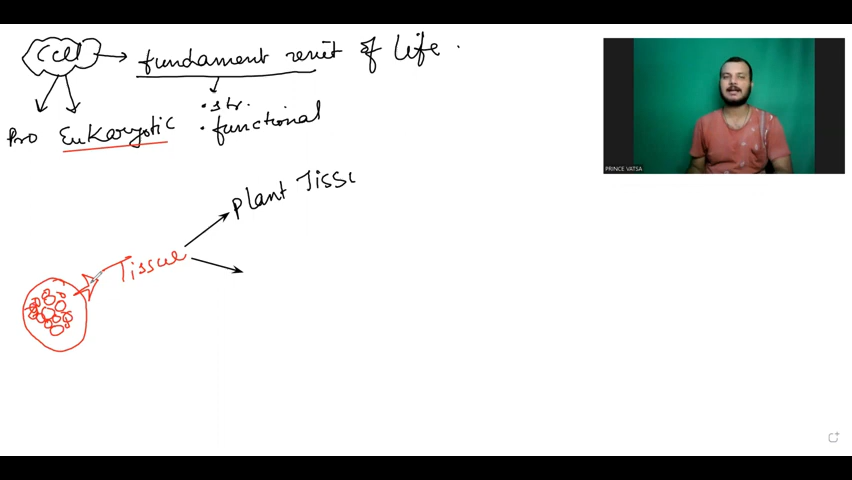 Cell → fundament unit of life .
• str.
Pro Eukaryotic • functional
Plant Tissu
Tissue
PRINCE VATSA